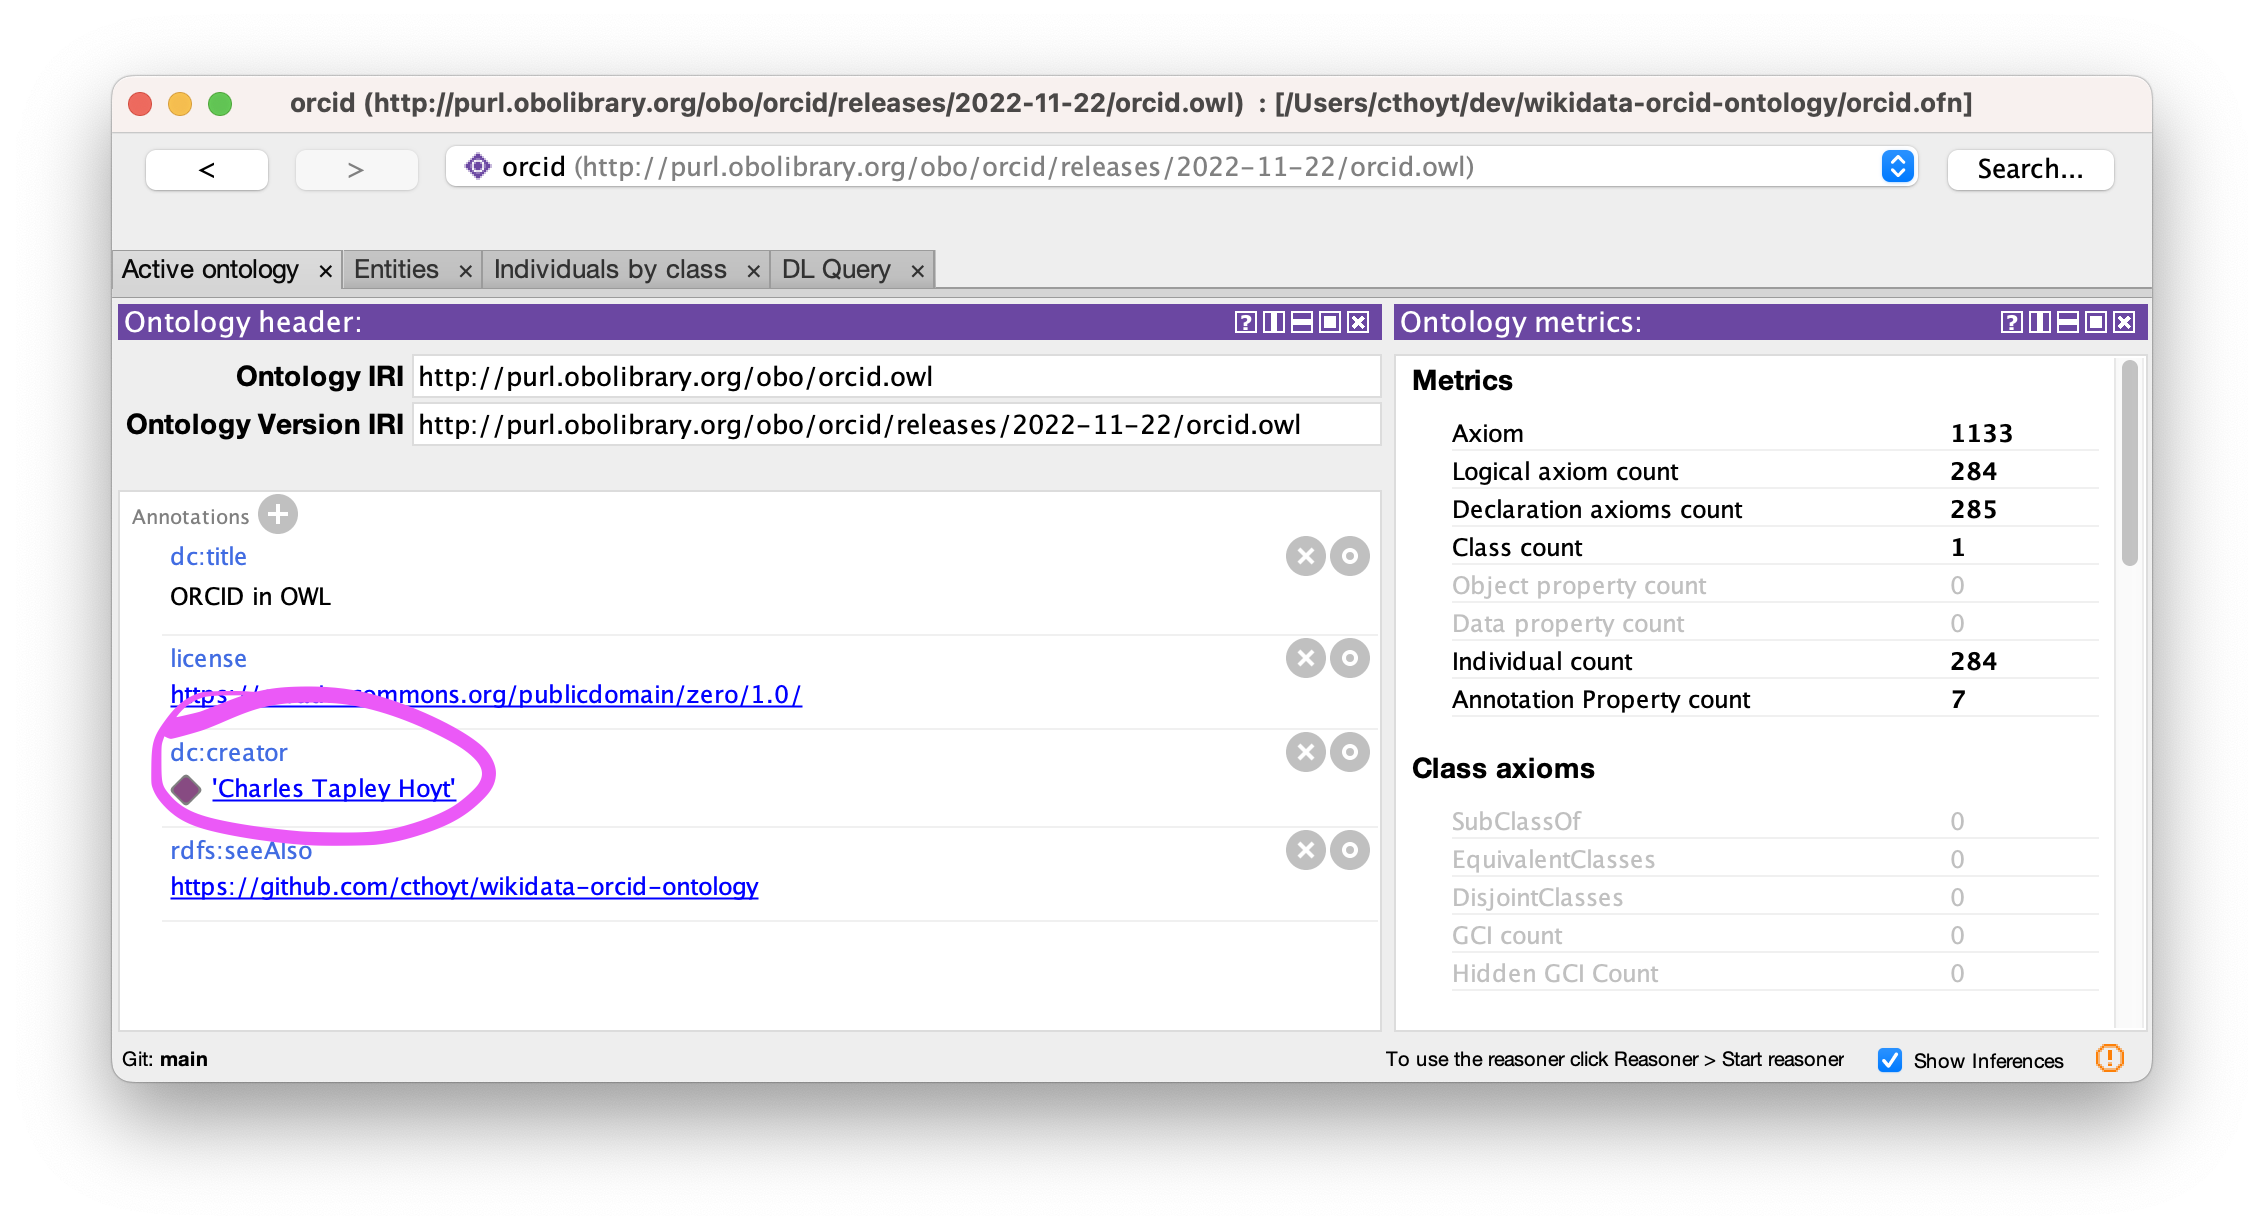 orcid (http://purl.obolibrary.org/obo/orcid/releases/2022-11-22/orcid.owl) : [/Users/cthoyt/dev/wikidata-orcid-ontology/orcid.ofn]
< > orcid (http://purl.obolibrary.org/obo/orcid/releases/2022-11-22/orcid.owl) Search...
Active ontology × Entities × Individuals by class × DL Query ×
Ontology header:
Ontology IRI http://purl.obolibrary.org/obo/orcid.owl
Ontology Version IRI http://purl.obolibrary.org/obo/orcid/releases/2022-11-22/orcid.owl
Annotations
dc:title
ORCID in OWL
license
commons.org/publicdomain/zero/1.0/
dc:creator
'Charles Tapley Hoyt'
rdfs:seeAlso
https://github.com/cthoyt/wikidata-orcid-ontology
Ontology metrics:
Metrics
Axiom 1133
Logical axiom count 284
Declaration axioms count 285
Class count 1
Object property count 0
Data property count 0
Individual count 284
Annotation Property count 7
Class axioms
SubClassOf 0
EquivalentClasses 0
DisjointClasses 0
GCI count 0
Hidden GCI Count 0
Git: main
To use the reasoner click Reasoner > Start reasoner Show Inferences